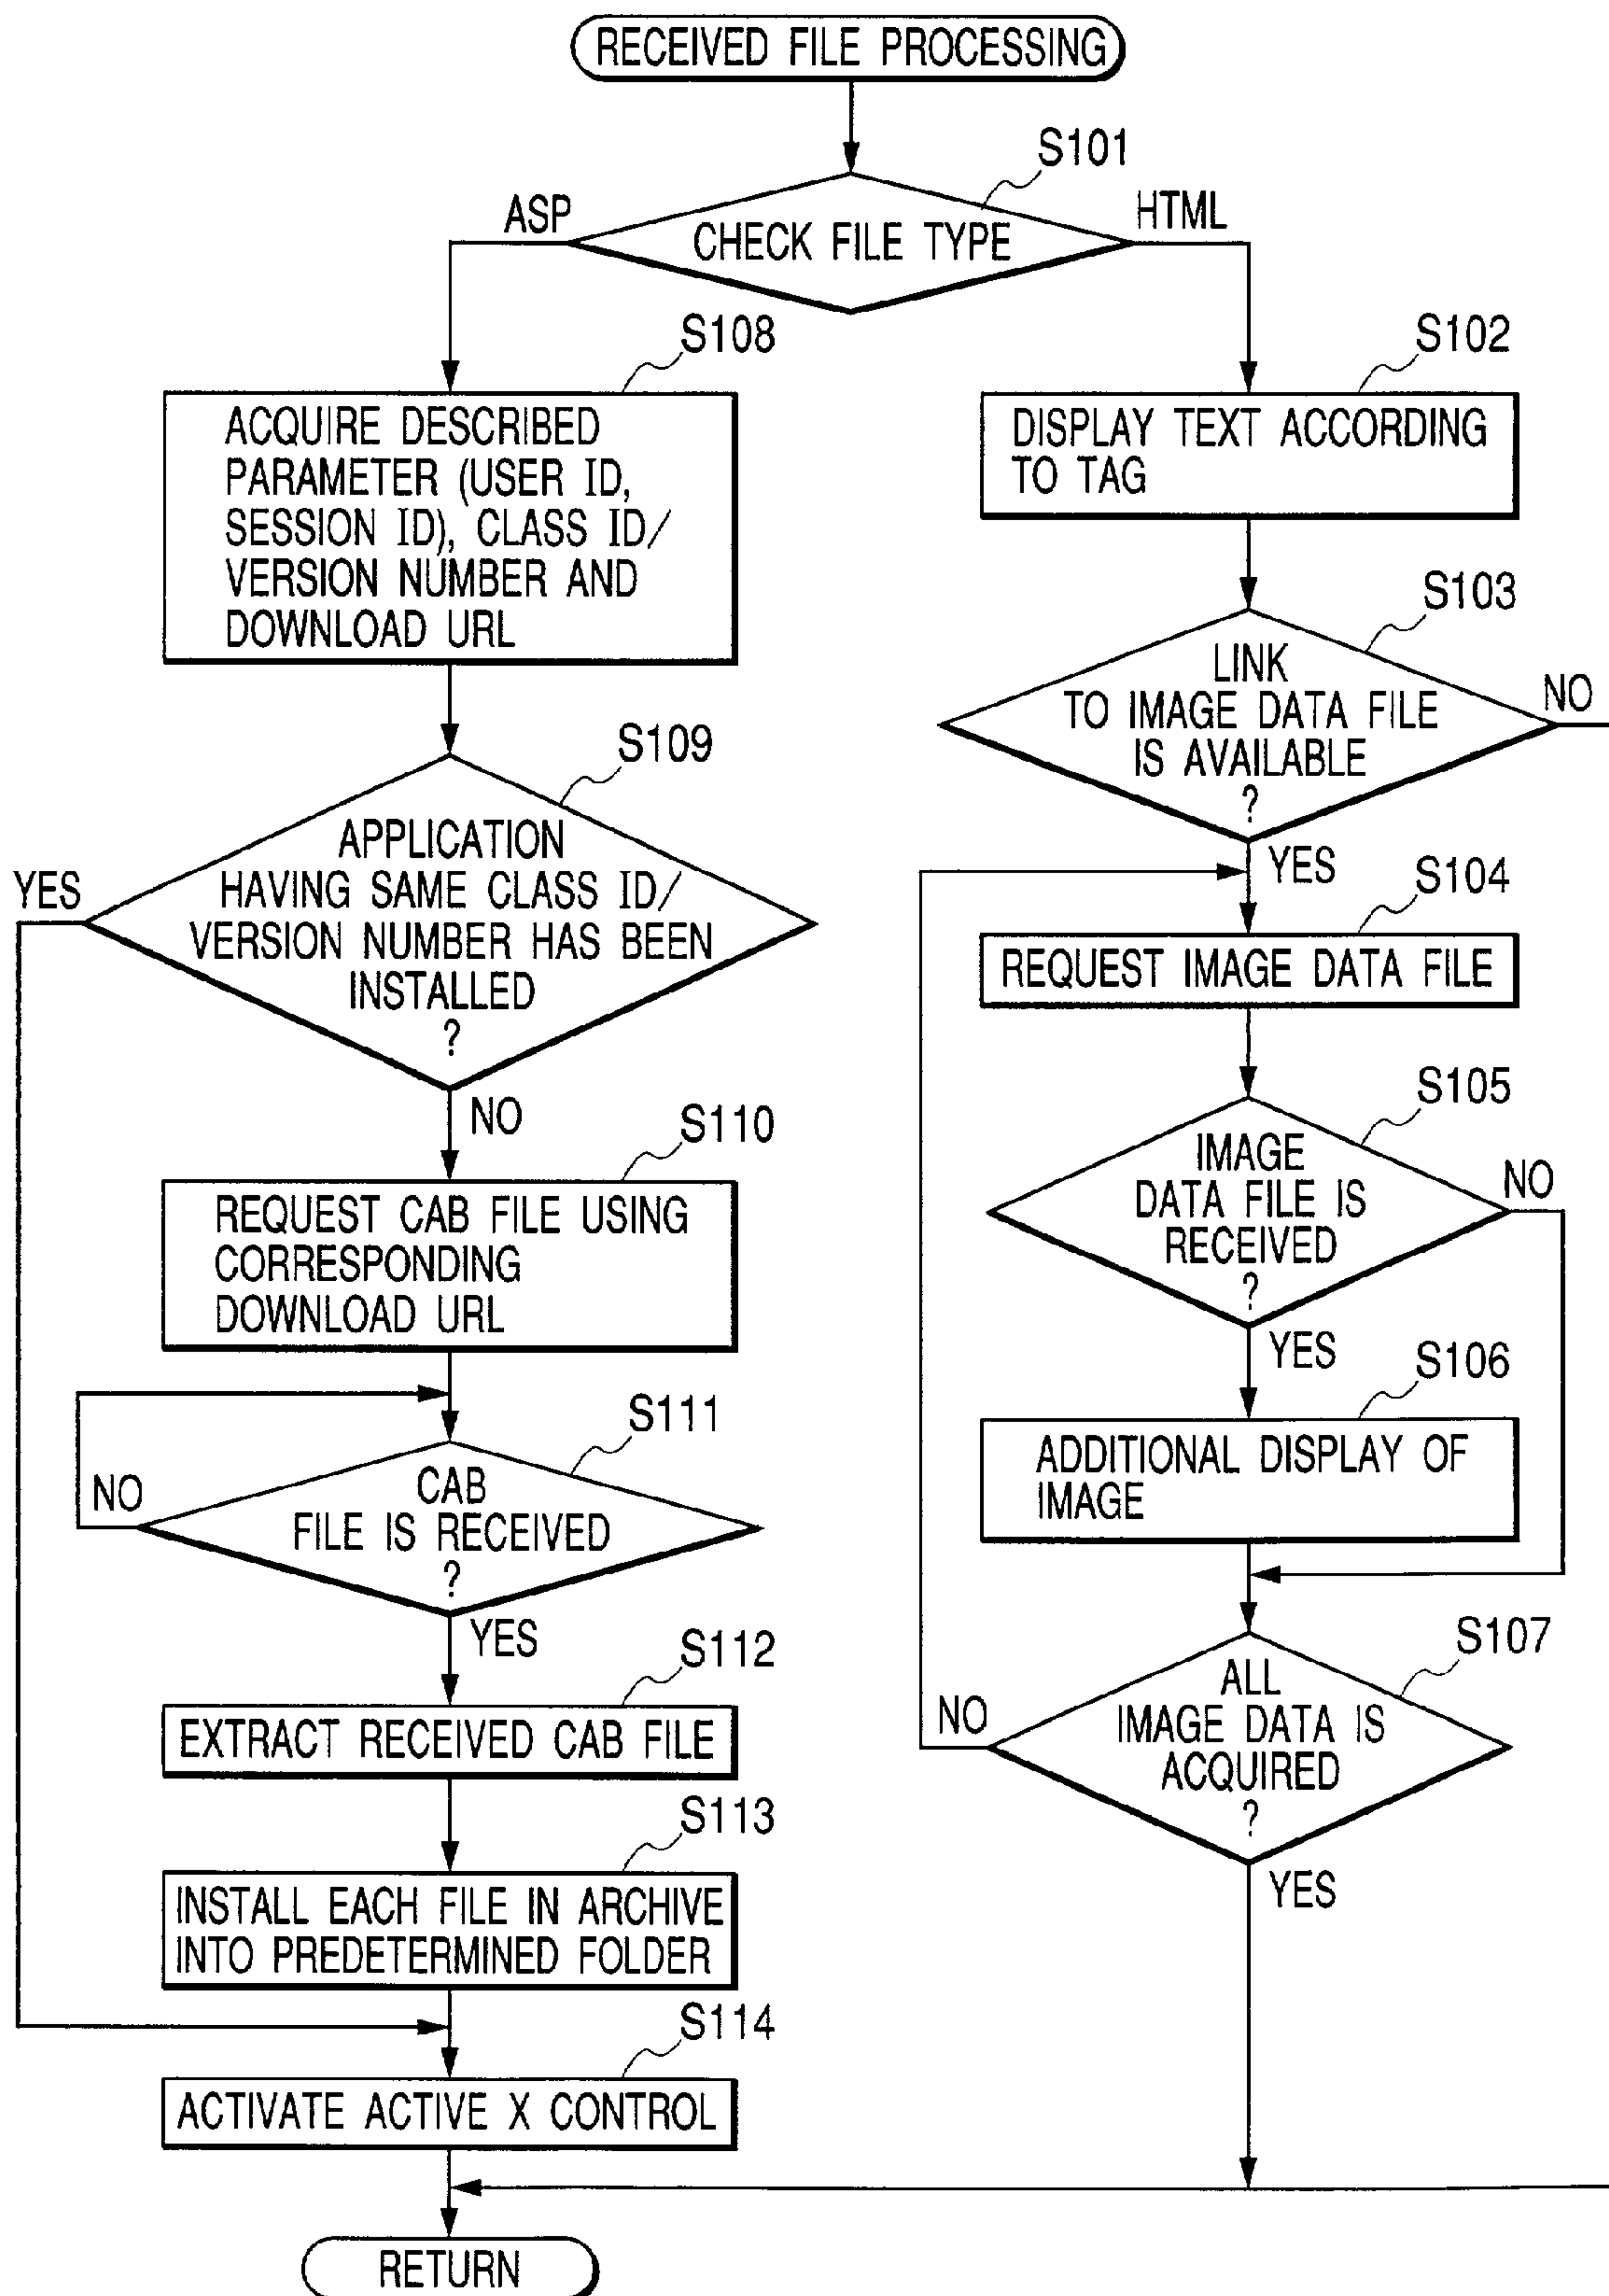 RECEIVED FILE PROCESSING
S101
ASP
HTML
CHECK FILE TYPE
S108
ACQUIRE DESCRIBED
PARAMETER (USER ID,
SESSION ID), CLASS ID/
VERSION NUMBER AND
DOWNLOAD URL
S109
APPLICATION
HAVING SAME CLASS ID/
VERSION NUMBER HAS BEEN
INSTALLED
?
YES
NO
S110
REQUEST CAB FILE USING
CORRESPONDING
DOWNLOAD URL
S111
CAB
FILE IS RECEIVED
?
NO
YES
S112
EXTRACT RECEIVED CAB FILE
S113
INSTALL EACH FILE IN ARCHIVE
INTO PREDETERMINED FOLDER
S114
ACTIVATE ACTIVE X CONTROL
S102
DISPLAY TEXT ACCORDING
TO TAG
S103
LINK
TO IMAGE DATA FILE
IS AVAILABLE
?
NO
YES
S104
REQUEST IMAGE DATA FILE
S105
IMAGE
DATA FILE IS
RECEIVED
?
NO
YES
S106
ADDITIONAL DISPLAY OF
IMAGE
S107
ALL
IMAGE DATA IS
ACQUIRED
?
NO
YES
RETURN